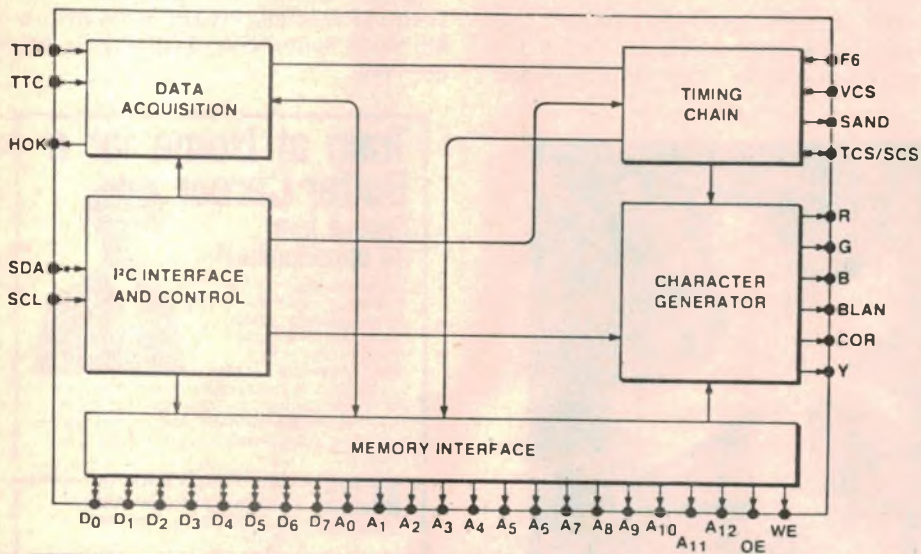 TTD
TTC
HOK
SDA
SCL
DATA
ACQUISITION
I²C INTERFACE
AND CONTROL
TIMING
CHAIN
CHARACTER
GENERATOR
MEMORY INTERFACE
F6
VCS
SAND
TCS/SCS
R
G
B
BLAN
COR
Y
D0 D1 D2 D3 D4 D5 D6 D7 A0 A1 A2 A3 A4 A5 A6 A7 A8 A9 A10 A11 A12 OE WE